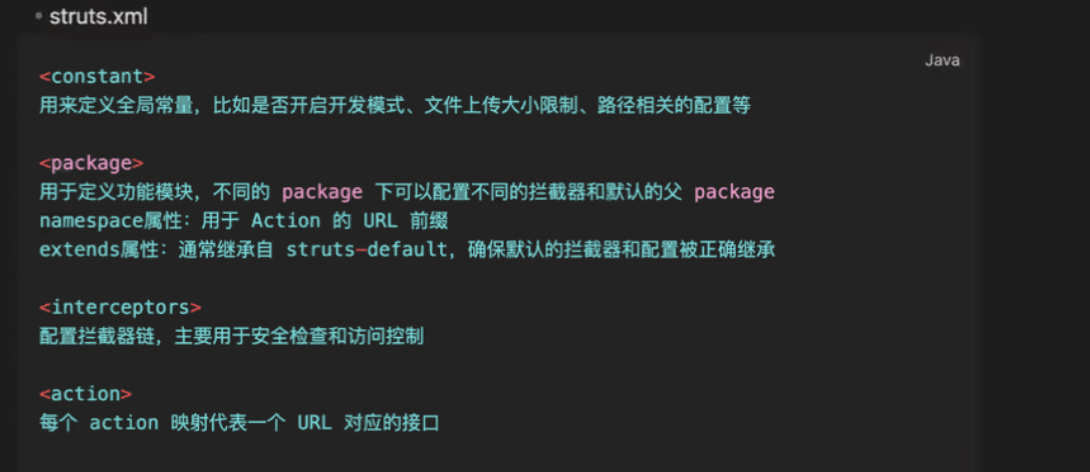 struts.xml
Java
<constant>
用来定义全局常量，比如是否开启开发模式、文件上传大小限制、路径相关的配置等
<package>
用于定义功能模块，不同的 package 下可以配置不同的拦截器和默认的父 package
namespace属性：用于 Action 的 URL 前缀
extends属性：通常继承自 struts-default，确保默认的拦截器和配置被正确继承
<interceptors>
配置拦截器链，主要用于安全检查和访问控制
<action>
每个 action 映射代表一个 URL 对应的接口